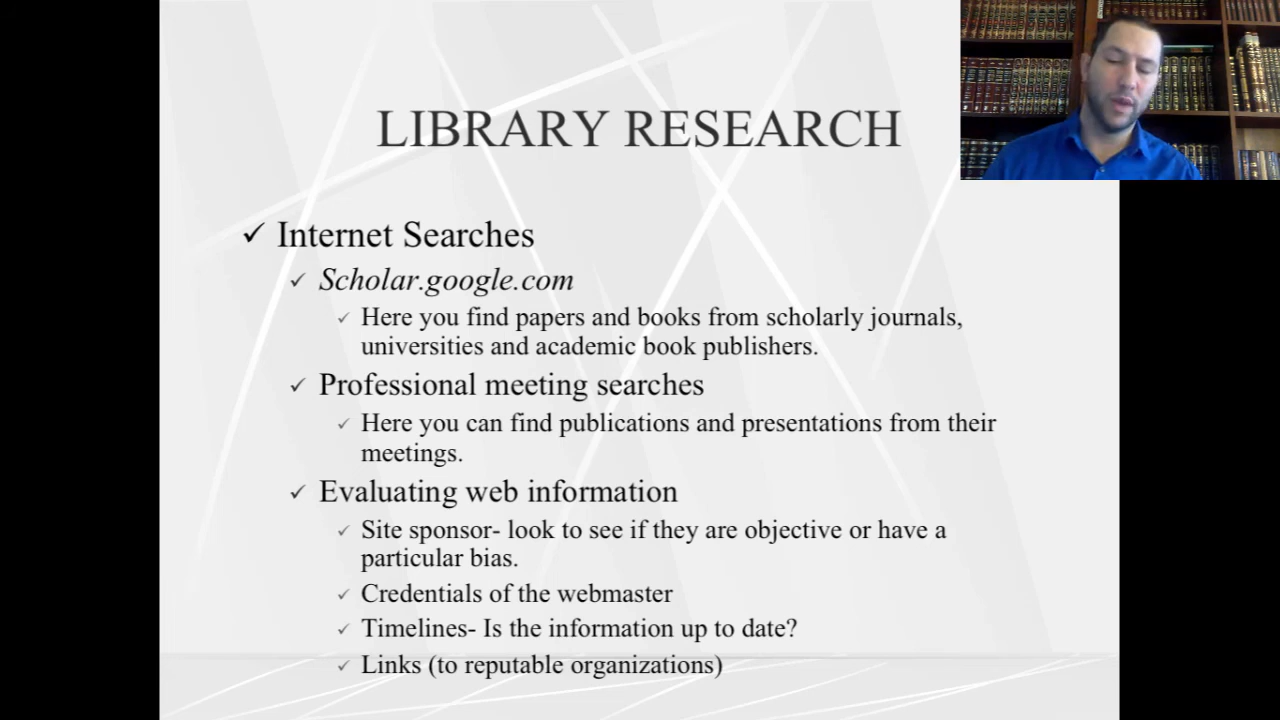 LIBRARY RESEARCH
✓ Internet Searches
✓ Scholar.google.com
✓ Here you find papers and books from scholarly journals,
universities and academic book publishers.
✓ Professional meeting searches
✓ Here you can find publications and presentations from their
meetings.
✓ Evaluating web information
✓ Site sponsor- look to see if they are objective or have a
particular bias.
✓ Credentials of the webmaster
✓ Timelines- Is the information up to date?
✓ Links (to reputable organizations)